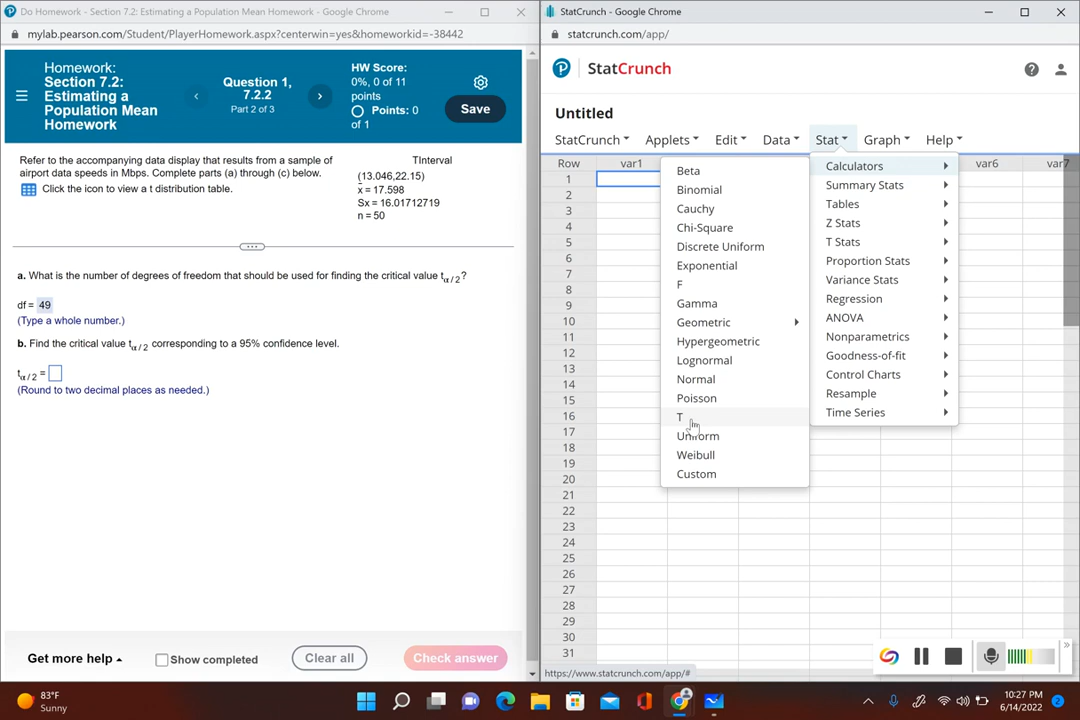 Do Homework - Section 7.2: Estimating a Population Mean Homework - Google Chrome
mylab.pearson.com/Student/PlayerHomework.aspx?centerwin=yes&homeworkid=-38442
Homework:
Section 7.2:
Estimating a
Population Mean
Homework
Question 1,
7.2.2
Part 2 of 3
HW Score:
0%, 0 of 11
points
Points: 0
of 1
Save
Refer to the accompanying data display that results from a sample of
airport data speeds in Mbps. Complete parts (a) through (c) below.
Click the icon to view a t distribution table.
TInterval
(13.046,22.15)
x̄ = 17.598
Sx = 16.01712719
n = 50
a. What is the number of degrees of freedom that should be used for finding the critical value tα/2?
df = 49
(Type a whole number.)
b. Find the critical value tα/2 corresponding to a 95% confidence level.
tα/2 =
(Round to two decimal places as needed.)
Get more help
Show completed
Clear all
Check answer
StatCrunch - Google Chrome
statcrunch.com/app/
P StatCrunch
Untitled
StatCrunch Applets Edit Data Stat Graph Help
Row var1 var6 var7
1
2
3
4
5
6
7
8
9
10
11
12
13
14
15
16
17
18
19
20
21
22
23
24
25
26
27
28
29
30
31
Beta
Binomial
Cauchy
Chi-Square
Discrete Uniform
Exponential
F
Gamma
Geometric
Hypergeometric
Lognormal
Normal
Poisson
T
Uniform
Weibull
Custom
Calculators
Summary Stats
Tables
Z Stats
T Stats
Proportion Stats
Variance Stats
Regression
ANOVA
Nonparametrics
Goodness-of-fit
Control Charts
Resample
Time Series
https://www.statcrunch.com/app/#
83°F
Sunny
10:27 PM
6/14/2022
2